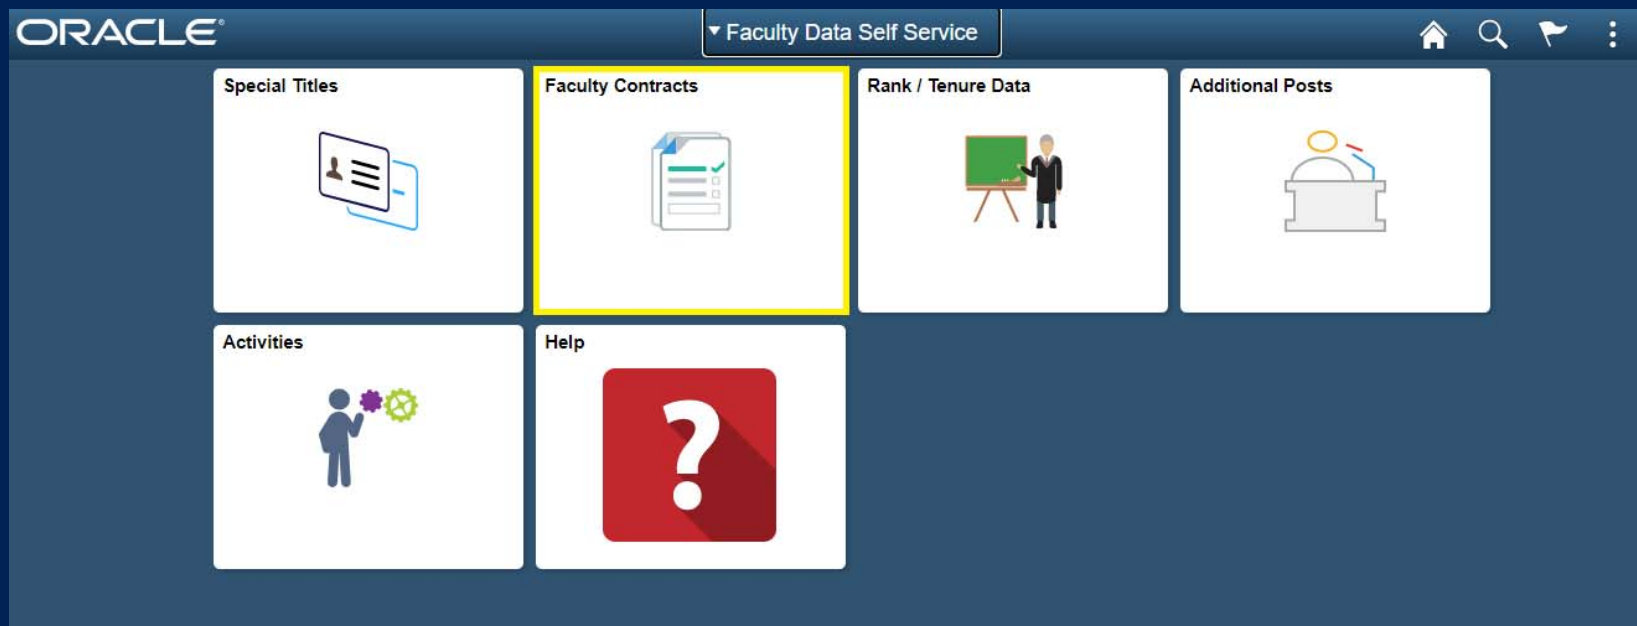 ORACLE
Faculty Data Self Service
Special Titles
Faculty Contracts
Rank / Tenure Data
Additional Posts
Activities
Help
?